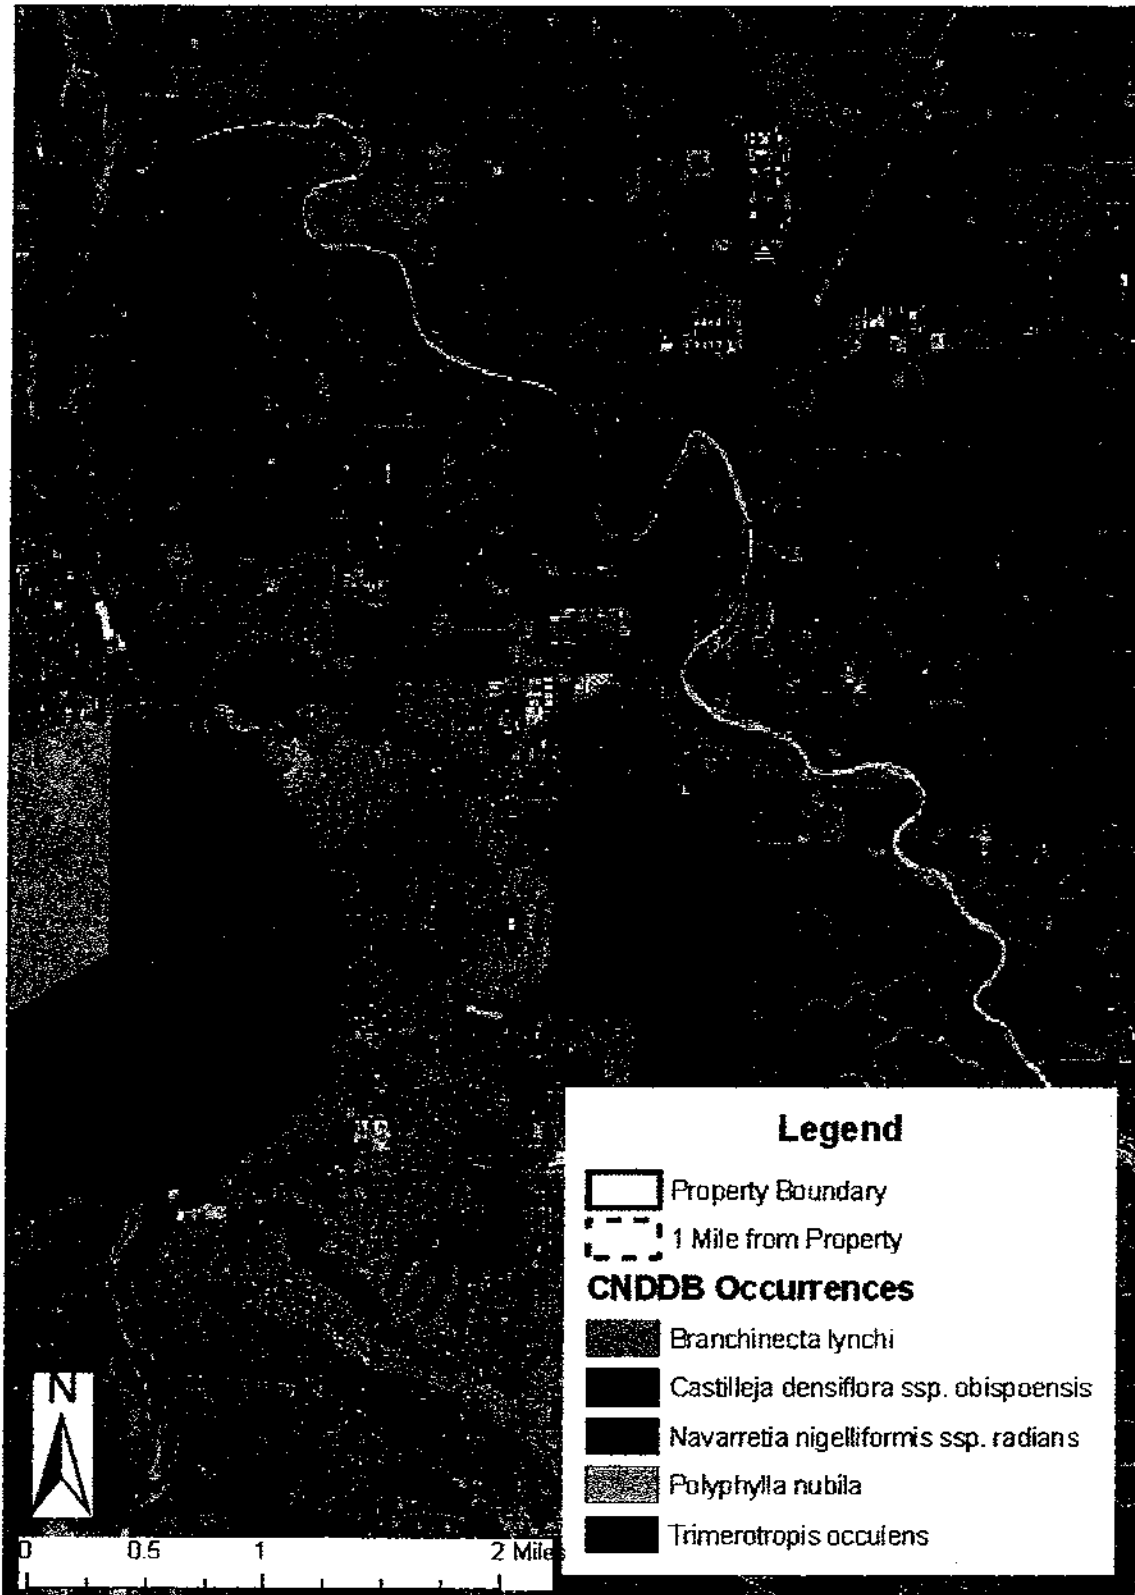 Legend
Property Boundary
1 Mile from Property
CNDDB Occurrences
Branchinecta lynchi
Castilleja densiflora ssp. obispoensis
Navarretia nigelliformis ssp. radians
Polyphylla nubila
Trimerotropis occulens
N
0 0.5 1 2 Miles